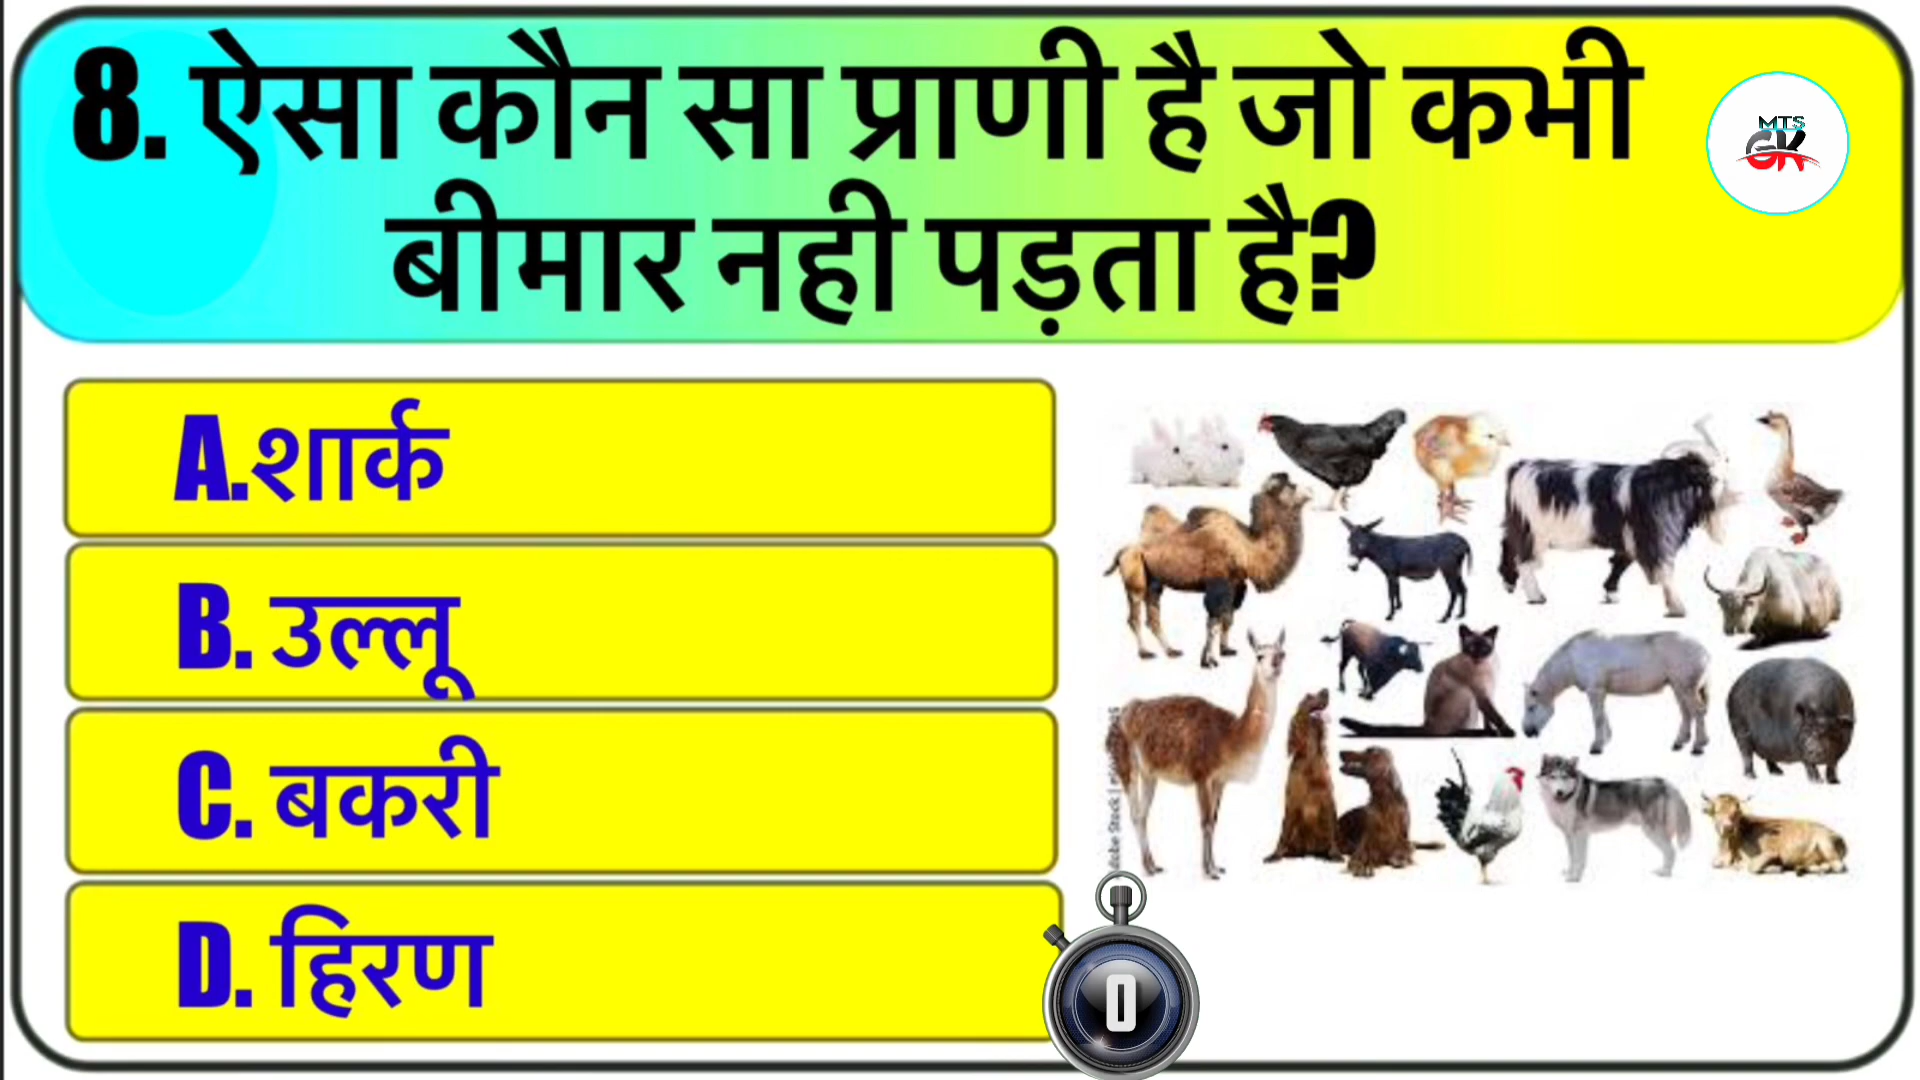 8. ऐसा कौन सा प्राणी है जो कभी
बीमार नही पड़ता है?
MTS
GK
A.शार्क
B. उल्लू
C. बकरी
D. हिरण
0